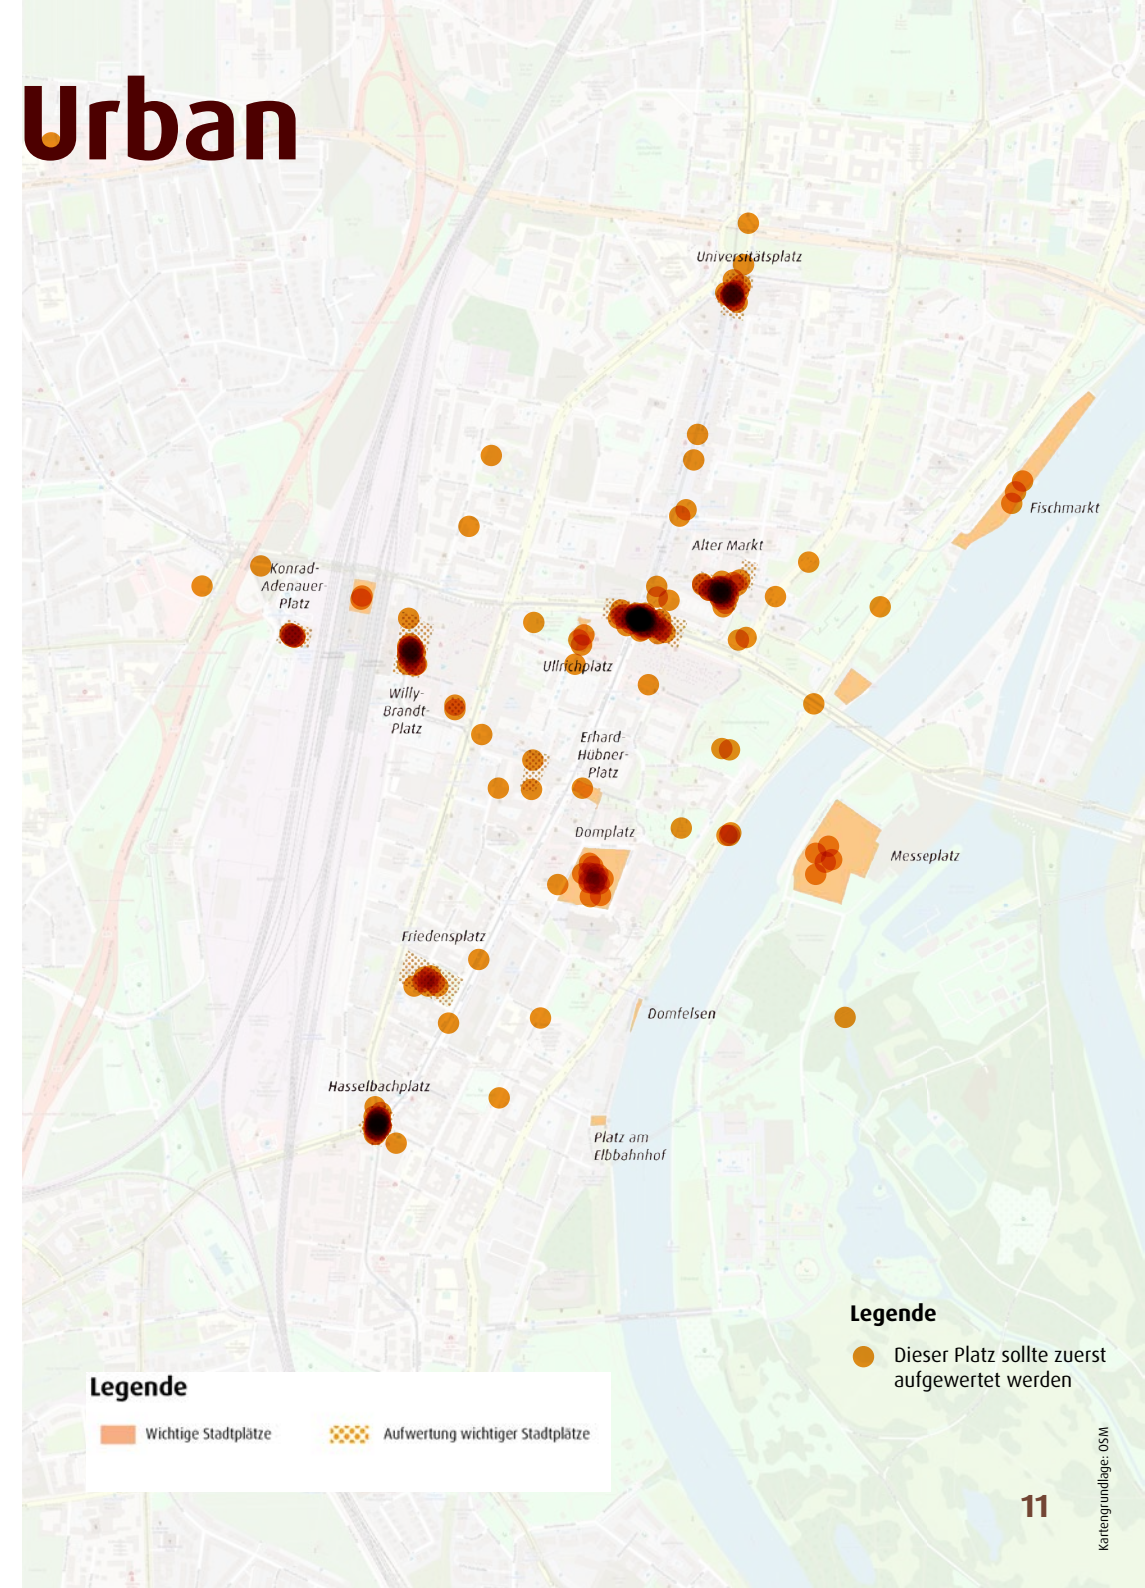 Urban
Universitätsplatz
Fischmarkt
Alter Markt
Konrad-
Adenauer-
Platz
Ullrichplatz
Willy-
Brandt-
Platz
Erhard-
Hübner-
Platz
Domplatz
Messeplatz
Friedensplatz
Domfelsen
Hasselbachplatz
Platz am
Elbbahnhof
Legende
Dieser Platz sollte zuerst
aufgewertet werden
Legende
Wichtige Stadtplätze
Aufwertung wichtiger Stadtplätze
Kartengrundlage: OSM
11